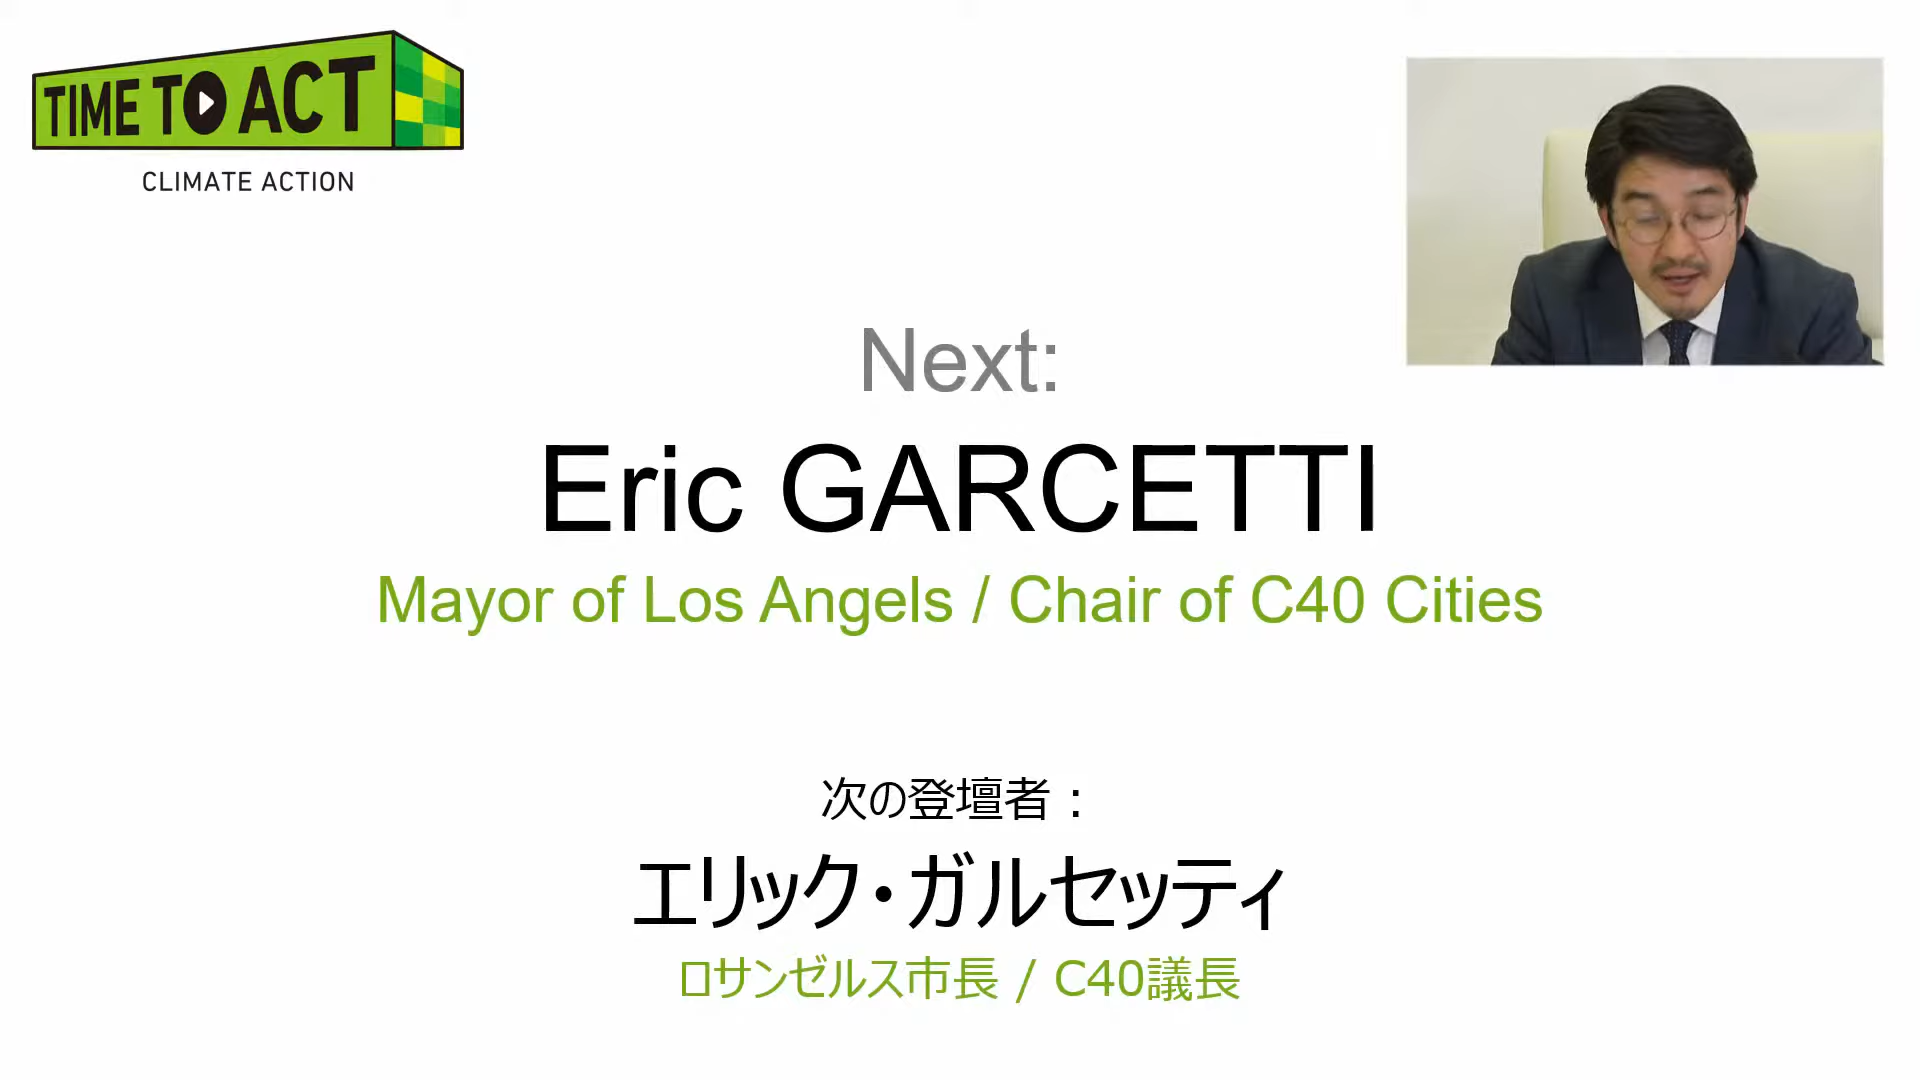 TIME TO ACT
CLIMATE ACTION
Next:
Eric GARCETTI
Mayor of Los Angels / Chair of C40 Cities
次の登壇者：
エリック・ガルセッティ
ロサンゼルス市長 / C40議長